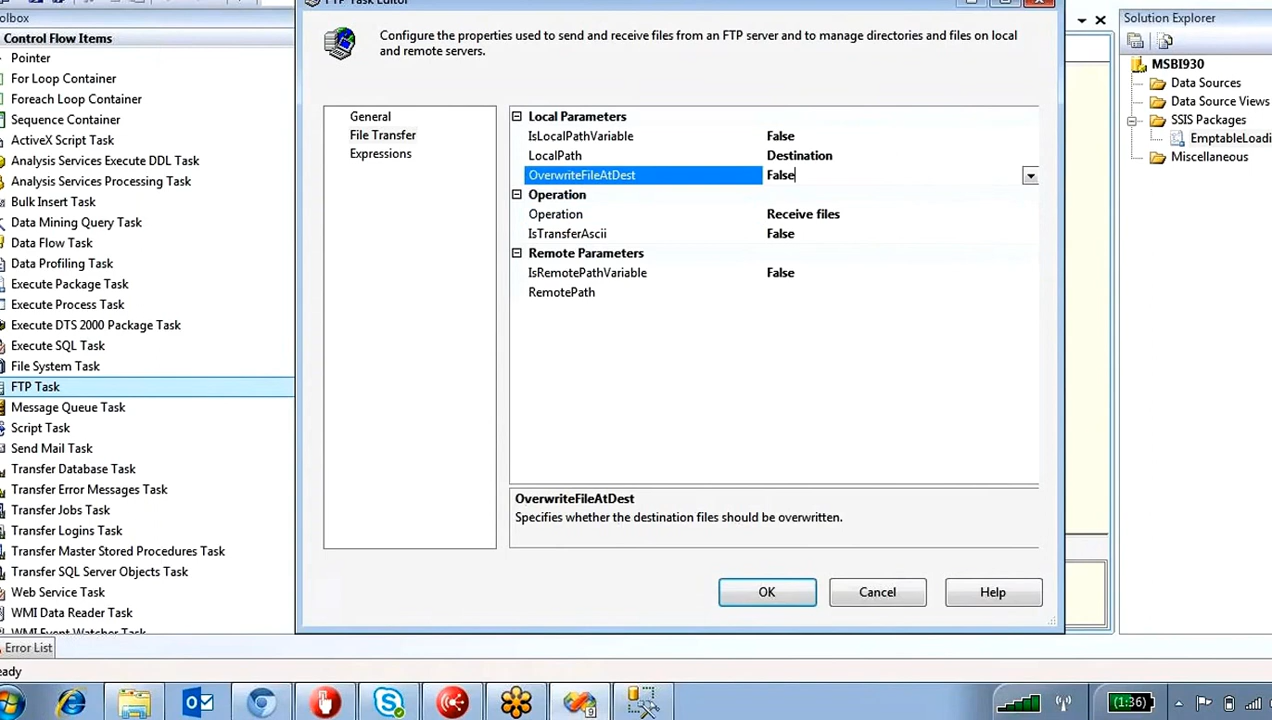 FTP Task Editor
olbox
Solution Explorer
Control Flow Items
Pointer
For Loop Container
Foreach Loop Container
Sequence Container
ActiveX Script Task
Analysis Services Execute DDL Task
Analysis Services Processing Task
Bulk Insert Task
Data Mining Query Task
Data Flow Task
Data Profiling Task
Execute Package Task
Execute Process Task
Execute DTS 2000 Package Task
Execute SQL Task
File System Task
FTP Task
Message Queue Task
Script Task
Send Mail Task
Transfer Database Task
Transfer Error Messages Task
Transfer Jobs Task
Transfer Logins Task
Transfer Master Stored Procedures Task
Transfer SQL Server Objects Task
Web Service Task
WMI Data Reader Task
WMI Event Watcher Task
Error List
eady
Configure the properties used to send and receive files from an FTP server and to manage directories and files on local
and remote servers.
General
File Transfer
Expressions
Local Parameters
IsLocalPathVariable False
LocalPath Destination
OverwriteFileAtDest False
Operation
Operation Receive files
IsTransferAscii False
Remote Parameters
IsRemotePathVariable False
RemotePath
OverwriteFileAtDest
Specifies whether the destination files should be overwritten.
OK Cancel Help
MSBI930
Data Sources
Data Source Views
SSIS Packages
EmptableLoadi
Miscellaneous
(1:36)